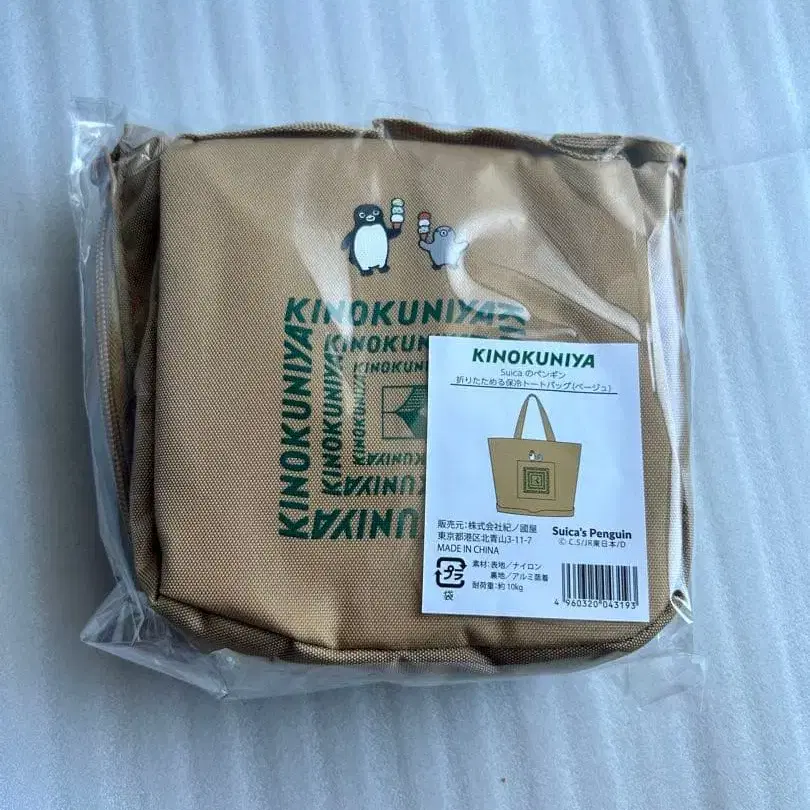 KINOKUNIYA
KINOKUNIYA
KINOKUNIYA
KINOKUNIYA
KINOKUNIYA
KINOKUNIYA
KINOKUNIYA
Suica のペンギン
折りたためる保冷トートバッグ(ベージュ)
販売元:株式会社紀ノ國屋
東京都港区北青山3-11-7
MADE IN CHINA
Suica's Penguin
© C.S/JR東日本/D
プラ
袋
素材:表地/ナイロン
裏地/アルミ蒸着
耐荷重:約10kg
4 960320 043193